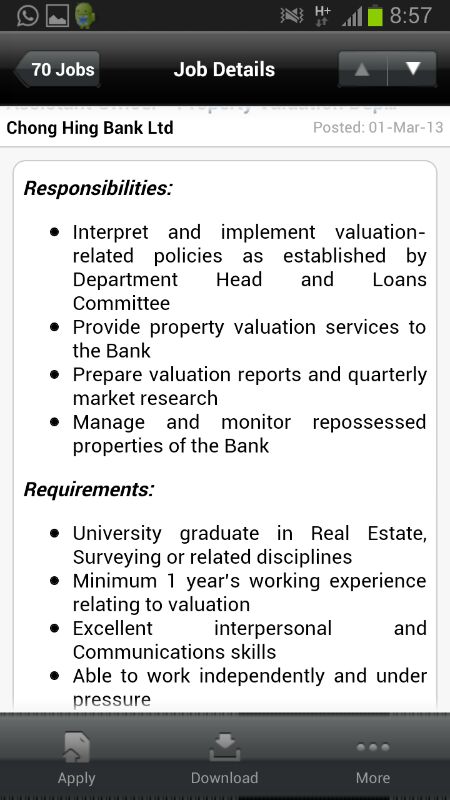 H+ 8:57
70 Jobs Job Details
Chong Hing Bank Ltd Posted: 01-Mar-13
Responsibilities:
Interpret and implement valuation-
related policies as established by
Department Head and Loans
Committee
Provide property valuation services to
the Bank
Prepare valuation reports and quarterly
market research
Manage and monitor repossessed
properties of the Bank
Requirements:
University graduate in Real Estate,
Surveying or related disciplines
Minimum 1 year's working experience
relating to valuation
Excellent interpersonal and
Communications skills
Able to work independently and under
pressure
Apply Download More